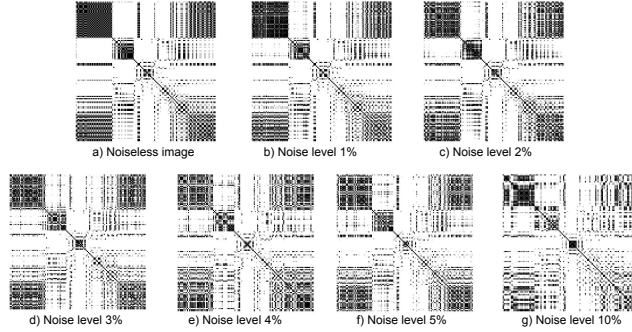 a) Noiseless image
b) Noise level 1%
c) Noise level 2%
d) Noise level 3%
e) Noise level 4%
f) Noise level 5%
g) Noise level 10%